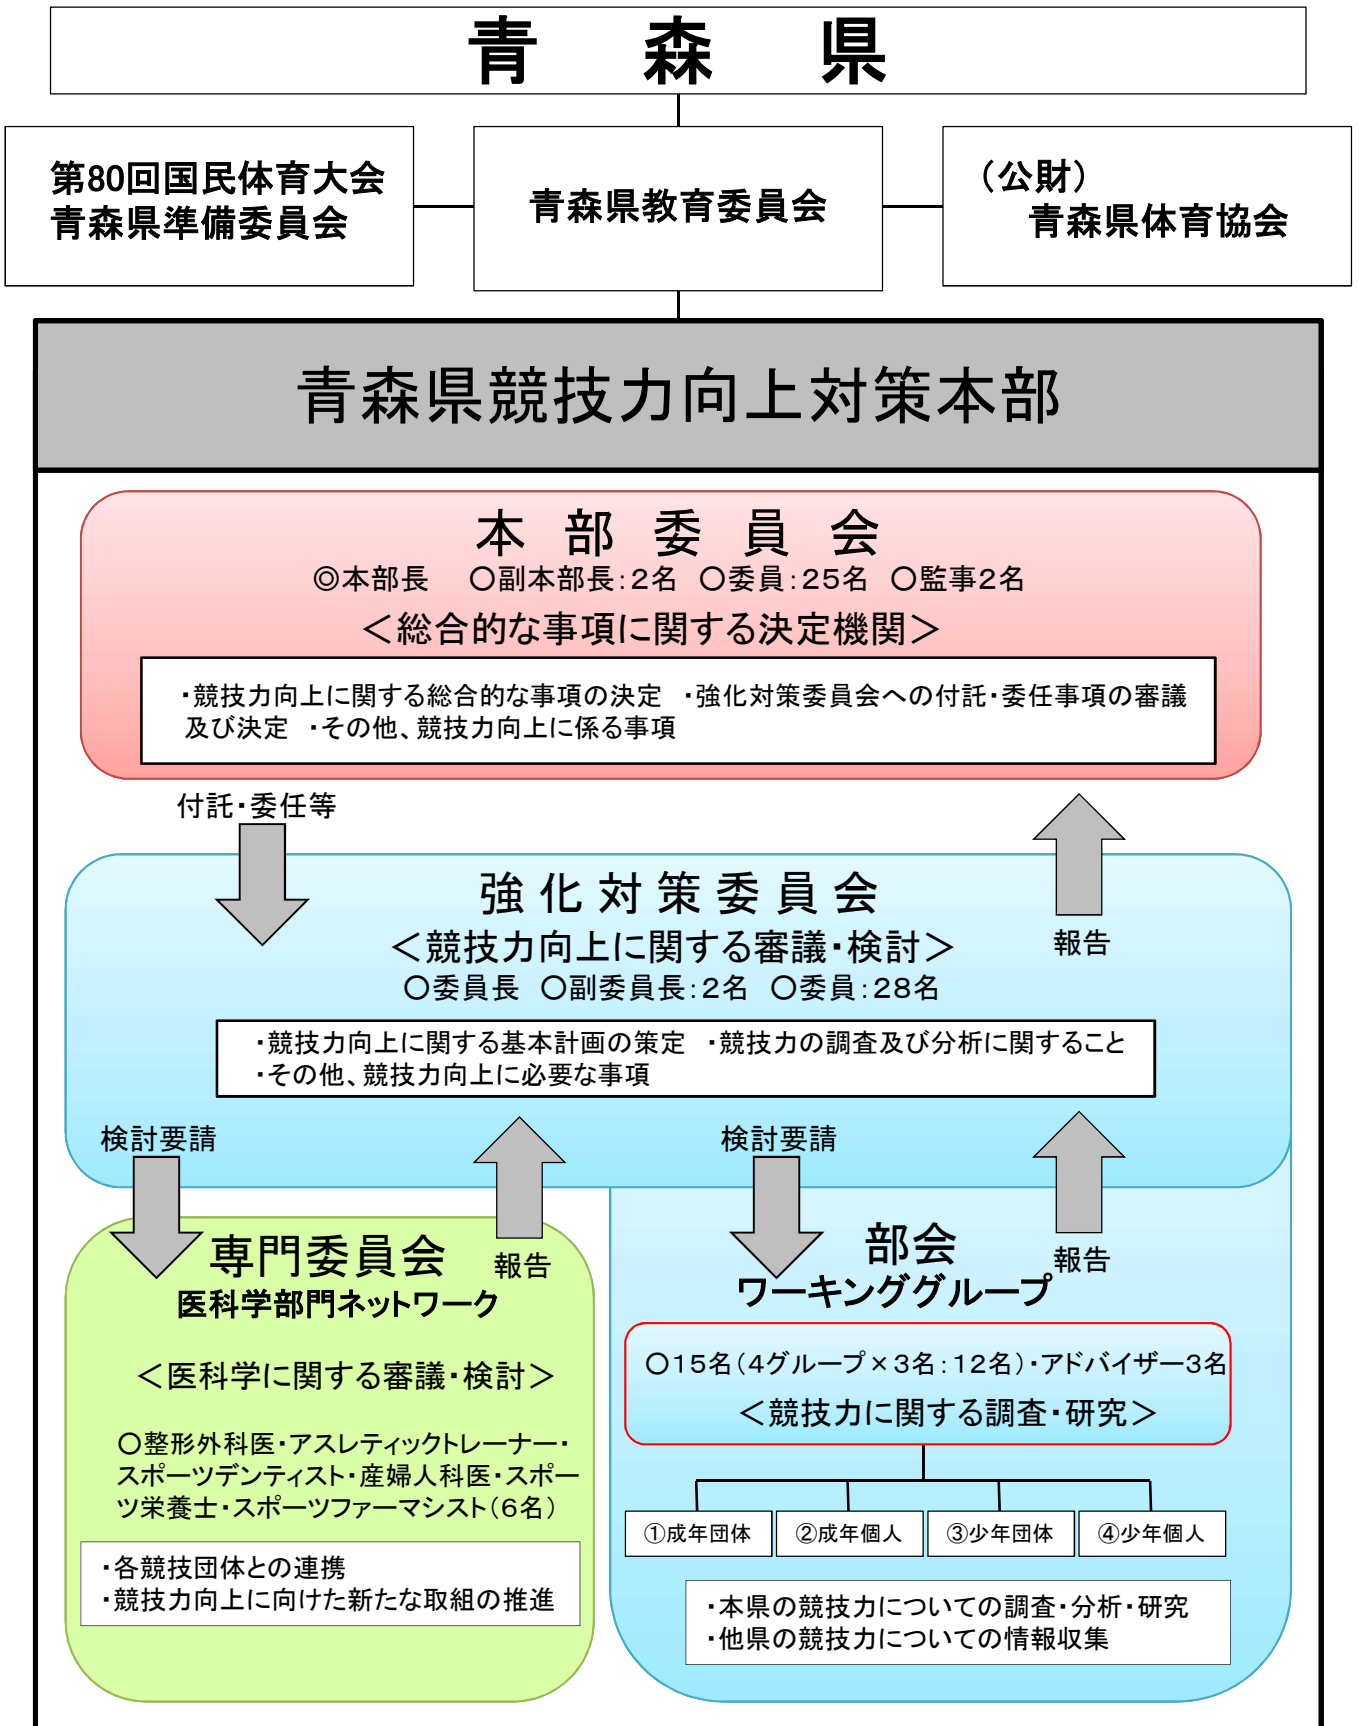 青森県
第80回国民体育大会
青森県準備委員会
青森県教育委員会
（公財）
青森県体育協会
青森県競技力向上対策本部
本部委員会
◎本部長　○副本部長：2名　○委員：25名　○監事2名
＜総合的な事項に関する決定機関＞
・競技力向上に関する総合的な事項の決定　・強化対策委員会への付託・委任事項の審議
及び決定　・その他、競技力向上に係る事項
付託・委任等
報告
強化対策委員会
＜競技力向上に関する審議・検討＞
○委員長　○副委員長：2名　○委員：28名
・競技力向上に関する基本計画の策定　・競技力の調査及び分析に関すること
・その他、競技力向上に必要な事項
検討要請
報告
検討要請
報告
専門委員会
医科学部門ネットワーク
＜医科学に関する審議・検討＞
○整形外科医・アスレティックトレーナー・
スポーツデンティスト・産婦人科医・スポー
ツ栄養士・スポーツファーマシスト（6名）
・各競技団体との連携
・競技力向上に向けた新たな取組の推進
部会
ワーキンググループ
○15名（4グループ×3名：12名）・アドバイザー3名
＜競技力に関する調査・研究＞
①成年団体
②成年個人
③少年団体
④少年個人
・本県の競技力についての調査・分析・研究
・他県の競技力についての情報収集